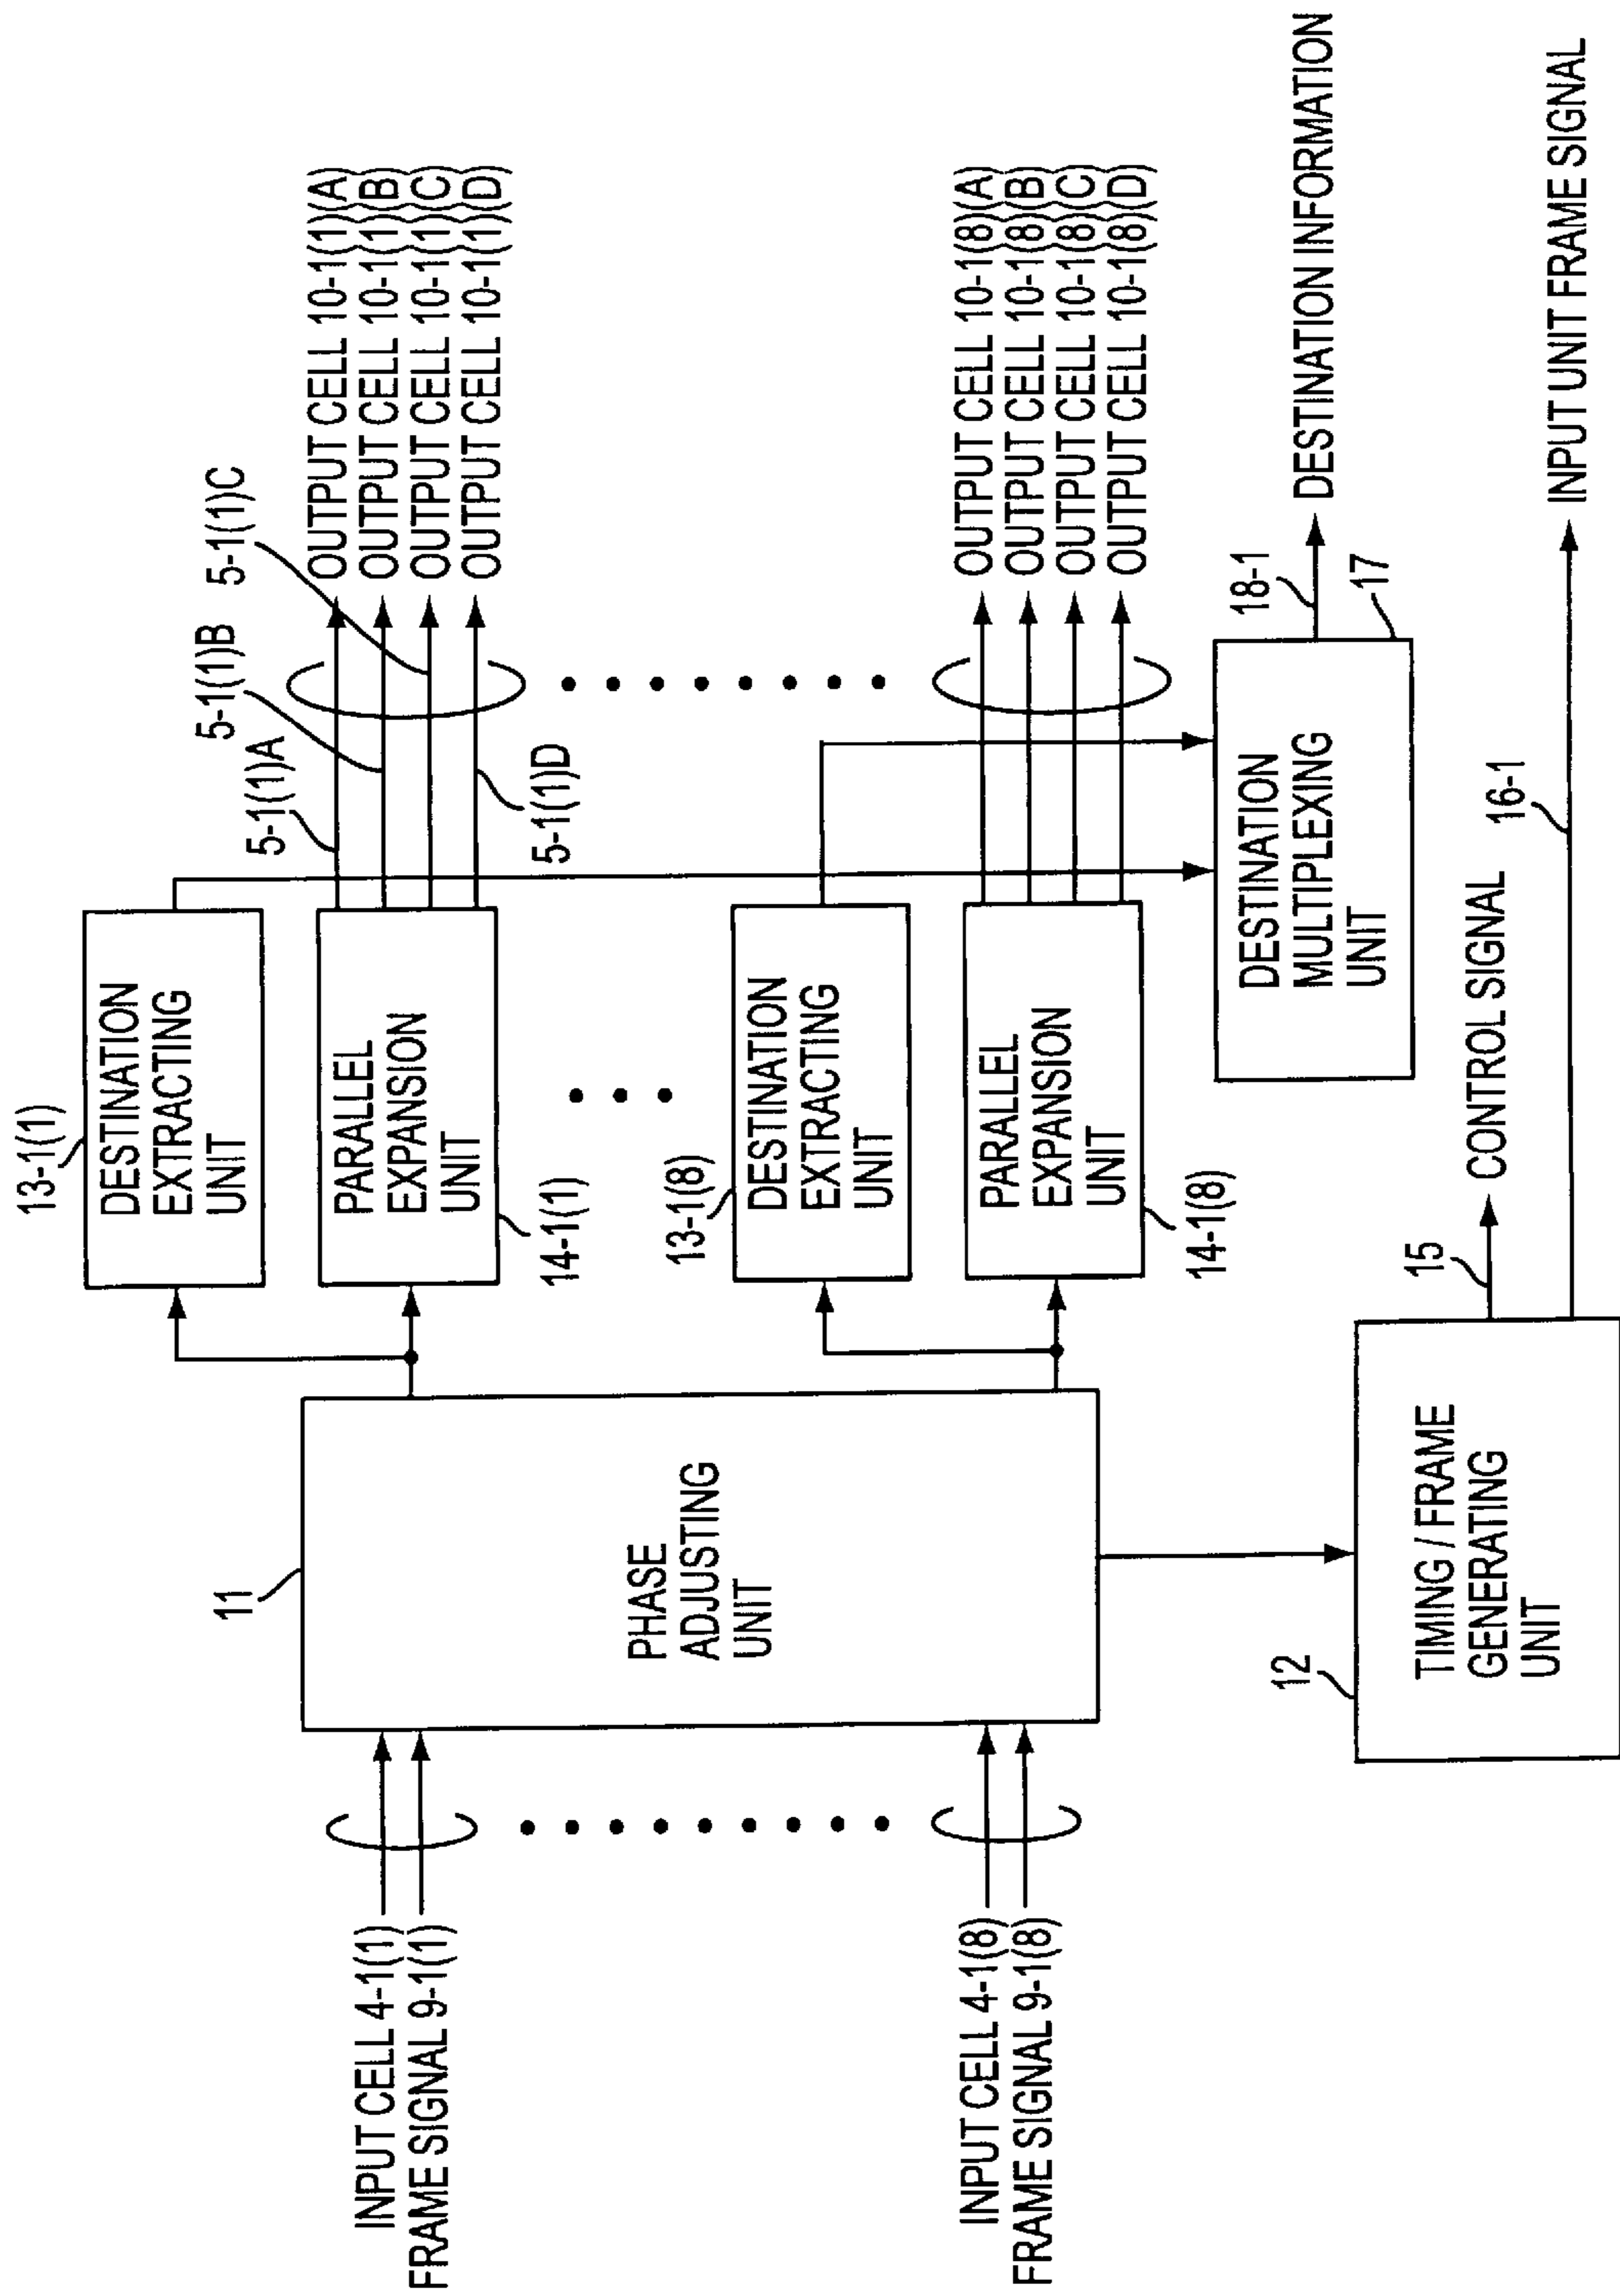 INPUT CELL 4-1(1)
FRAME SIGNAL 9-1(1)
INPUT CELL 4-1(8)
FRAME SIGNAL 9-1(8)
11
PHASE
ADJUSTING
UNIT
12
TIMING / FRAME
GENERATING
UNIT
13-1(1)
DESTINATION
EXTRACTING
UNIT
PARALLEL
EXPANSION
UNIT
14-1(1)
13-1(8)
DESTINATION
EXTRACTING
UNIT
PARALLEL
EXPANSION
UNIT
14-1(8)
15
CONTROL SIGNAL
16-1
INPUT UNIT FRAME SIGNAL
DESTINATION
MULTIPLEXING
UNIT
17
18-1
DESTINATION INFORMATION
5-1(1)A
5-1(1)B
5-1(1)C
5-1(1)D
OUTPUT CELL 10-1(1)(A)
OUTPUT CELL 10-1(1)(B)
OUTPUT CELL 10-1(1)(C)
OUTPUT CELL 10-1(1)(D)
OUTPUT CELL 10-1(8)(A)
OUTPUT CELL 10-1(8)(B)
OUTPUT CELL 10-1(8)(C)
OUTPUT CELL 10-1(8)(D)